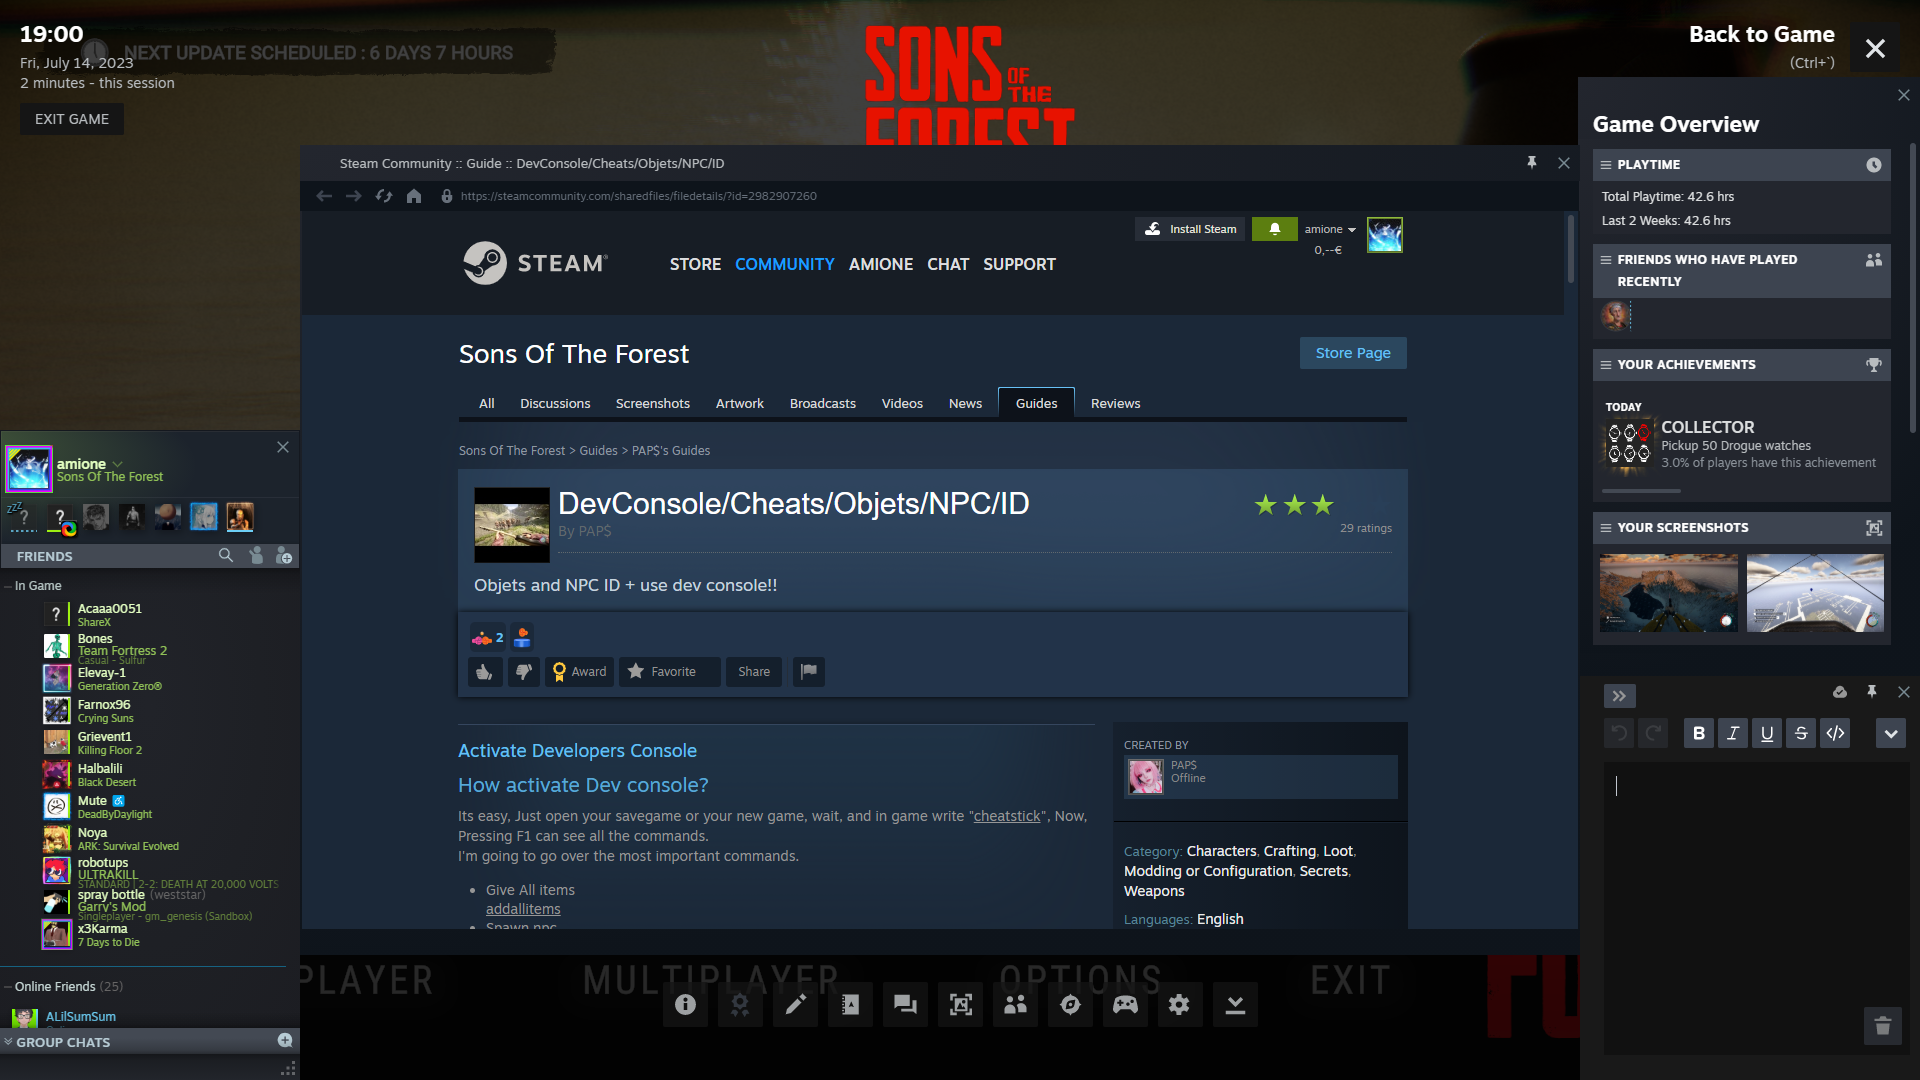 19:00
NEXT UPDATE SCHEDULED : 6 DAYS 7 HOURS
Fri, July 14, 2023
2 minutes - this session
EXIT GAME
SONS
OF
THE
FOREST
Back to Game
(Ctrl+`)
Steam Community :: Guide :: DevConsole/Cheats/Objets/NPC/ID
https://steamcommunity.com/sharedfiles/filedetails/?id=2982907260
Install Steam
amione
0,--€
STEAM
STORE COMMUNITY AMIONE CHAT SUPPORT
Sons Of The Forest
Store Page
All Discussions Screenshots Artwork Broadcasts Videos News Guides Reviews
Sons Of The Forest > Guides > PAP$'s Guides
DevConsole/Cheats/Objets/NPC/ID
By PAP$
29 ratings
Objets and NPC ID + use dev console!!
2
Award
Favorite
Share
Activate Developers Console
How activate Dev console?
Its easy, Just open your savegame or your new game, wait, and in game write "cheatstick", Now,
Pressing F1 can see all the commands.
I'm going to go over the most important commands.
• Give All items
addallitems
• Spawn npc
CREATED BY
PAP$
Offline
Category: Characters, Crafting, Loot,
Modding or Configuration, Secrets,
Weapons
Languages: English
amione
Sons Of The Forest
zzZ
?
?
FRIENDS
In Game
?
Acaaa0051
ShareX
Bones
Team Fortress 2
Casual - Sulfur
Elevay-1
Generation Zero®
Farnox96
Crying Suns
Grievent1
Killing Floor 2
Halbalili
Black Desert
Mute
DeadByDaylight
Noya
ARK: Survival Evolved
robotups
ULTRAKILL
STANDARD | 2-2: DEATH AT 20,000 VOLTS
spray bottle (weststar)
Garry's Mod
Singleplayer - gm_genesis (Sandbox)
x3Karma
7 Days to Die
Online Friends (25)
ALilSumSum
GROUP CHATS
Game Overview
PLAYTIME
Total Playtime: 42.6 hrs
Last 2 Weeks: 42.6 hrs
FRIENDS WHO HAVE PLAYED
RECENTLY
YOUR ACHIEVEMENTS
TODAY
COLLECTOR
Pickup 50 Drogue watches
3.0% of players have this achievement
YOUR SCREENSHOTS
B I U S </>
PLAYER
MULTIPLAYER
OPTIONS
EXIT